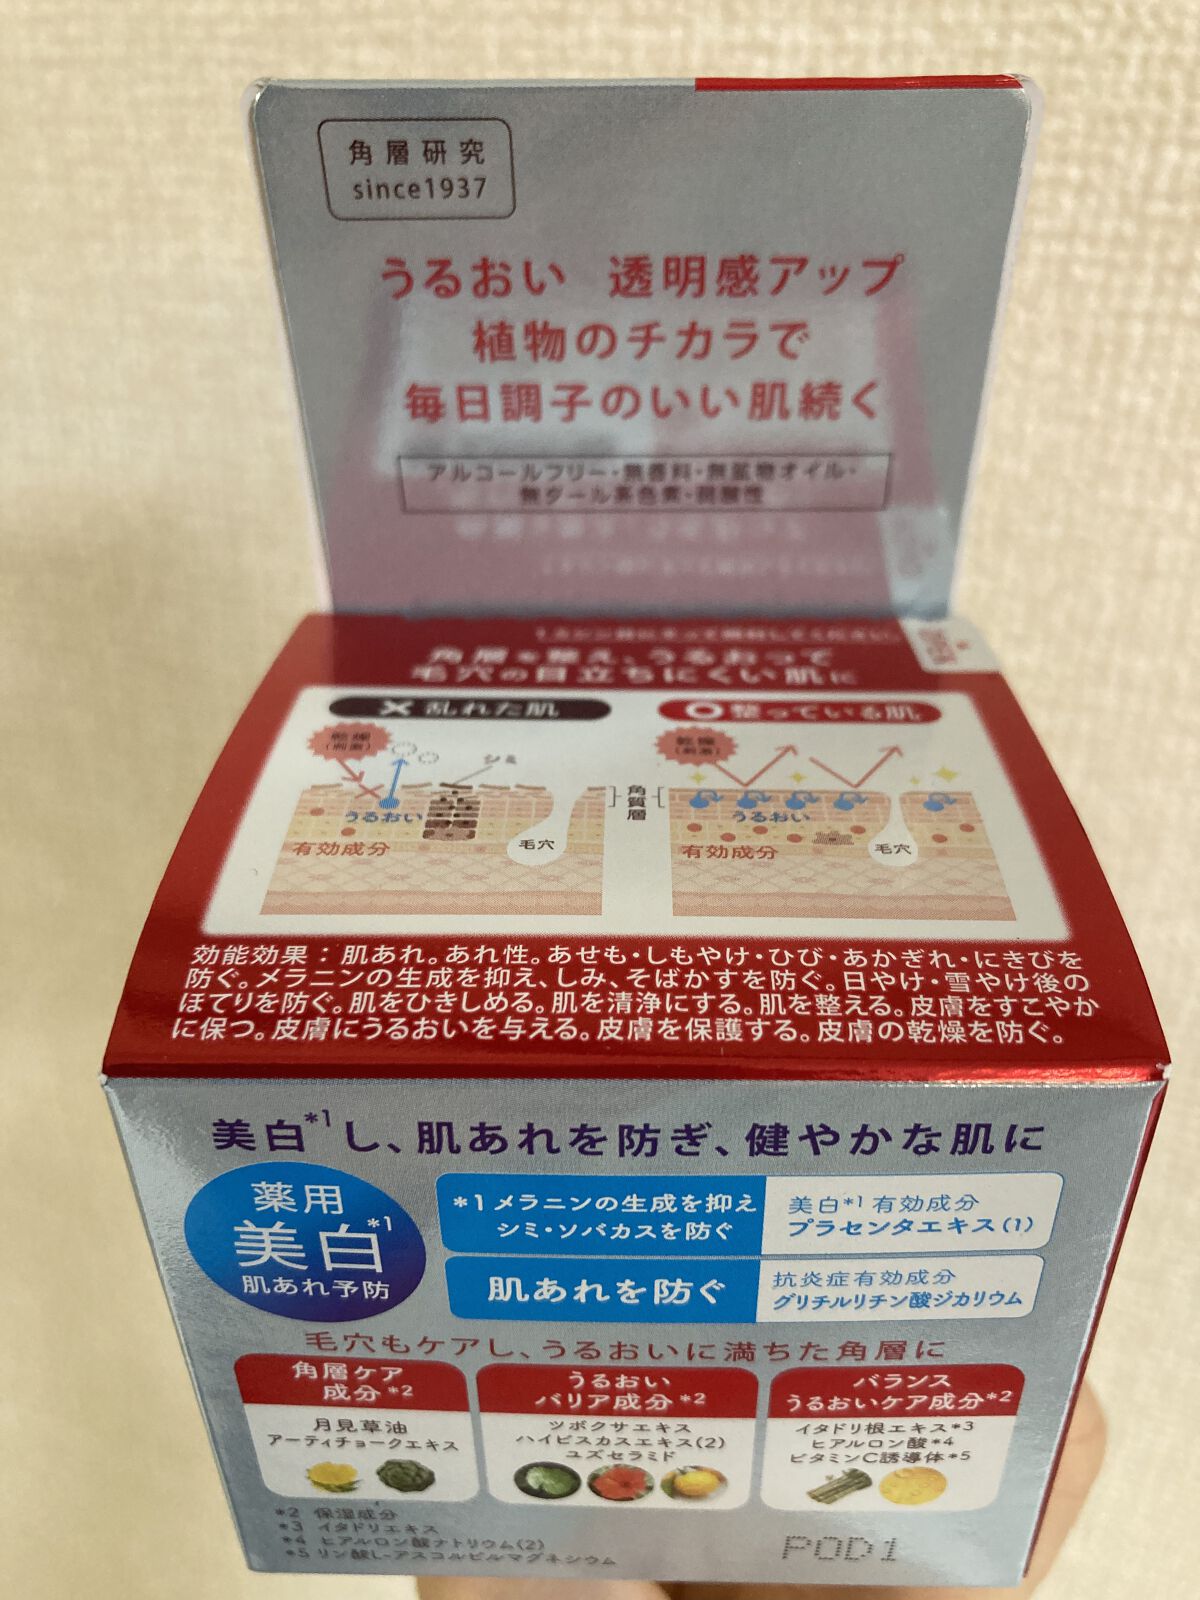 角層研究
since1937
うるおい 透明感アップ
植物のチカラで
毎日調子のいい肌続く
アルコールフリー・無香料・無鉱物オイル・
無タール系色素・弱酸性
角層を整え、うるおって
毛穴の目立ちにくい肌に
× 乱れた肌
○ 整っている肌
乾燥
(刺激)
シミ
うるおい
有効成分
毛穴
角質層
乾燥
(刺激)
うるおい
有効成分
毛穴
効能効果:肌あれ。あれ性。あせも・しもやけ・ひび・あかぎれ・にきびを
防ぐ。メラニンの生成を抑え、しみ、そばかすを防ぐ。日やけ・雪やけ後の
ほてりを防ぐ。肌をひきしめる。肌を清浄にする。肌を整える。皮膚をすこやか
に保つ。皮膚にうるおいを与える。皮膚を保護する。皮膚の乾燥を防ぐ。
美白*1し、肌あれを防ぎ、健やかな肌に
薬用
美白*1
肌あれ予防
*1メラニンの生成を抑え
シミ・ソバカスを防ぐ
美白*1有効成分
プラセンタエキス(1)
肌あれを防ぐ
抗炎症有効成分
グリチルリチン酸ジカリウム
毛穴もケアし、うるおいに満ちた角層に
角層ケア
成分*2
月見草油
アーティチョークエキス
うるおい
バリア成分*2
ツボクサエキス
ハイビスカスエキス(2)
ユズセラミド
バランス
うるおいケア成分*2
イタドリ根エキス*3
ヒアルロン酸*4
ビタミンC誘導体*5
*2 保湿成分
*3 イタドリエキス
*4 ヒアルロン酸ナトリウム(2)
*5 リン酸L-アスコルビルマグネシウム
POD1